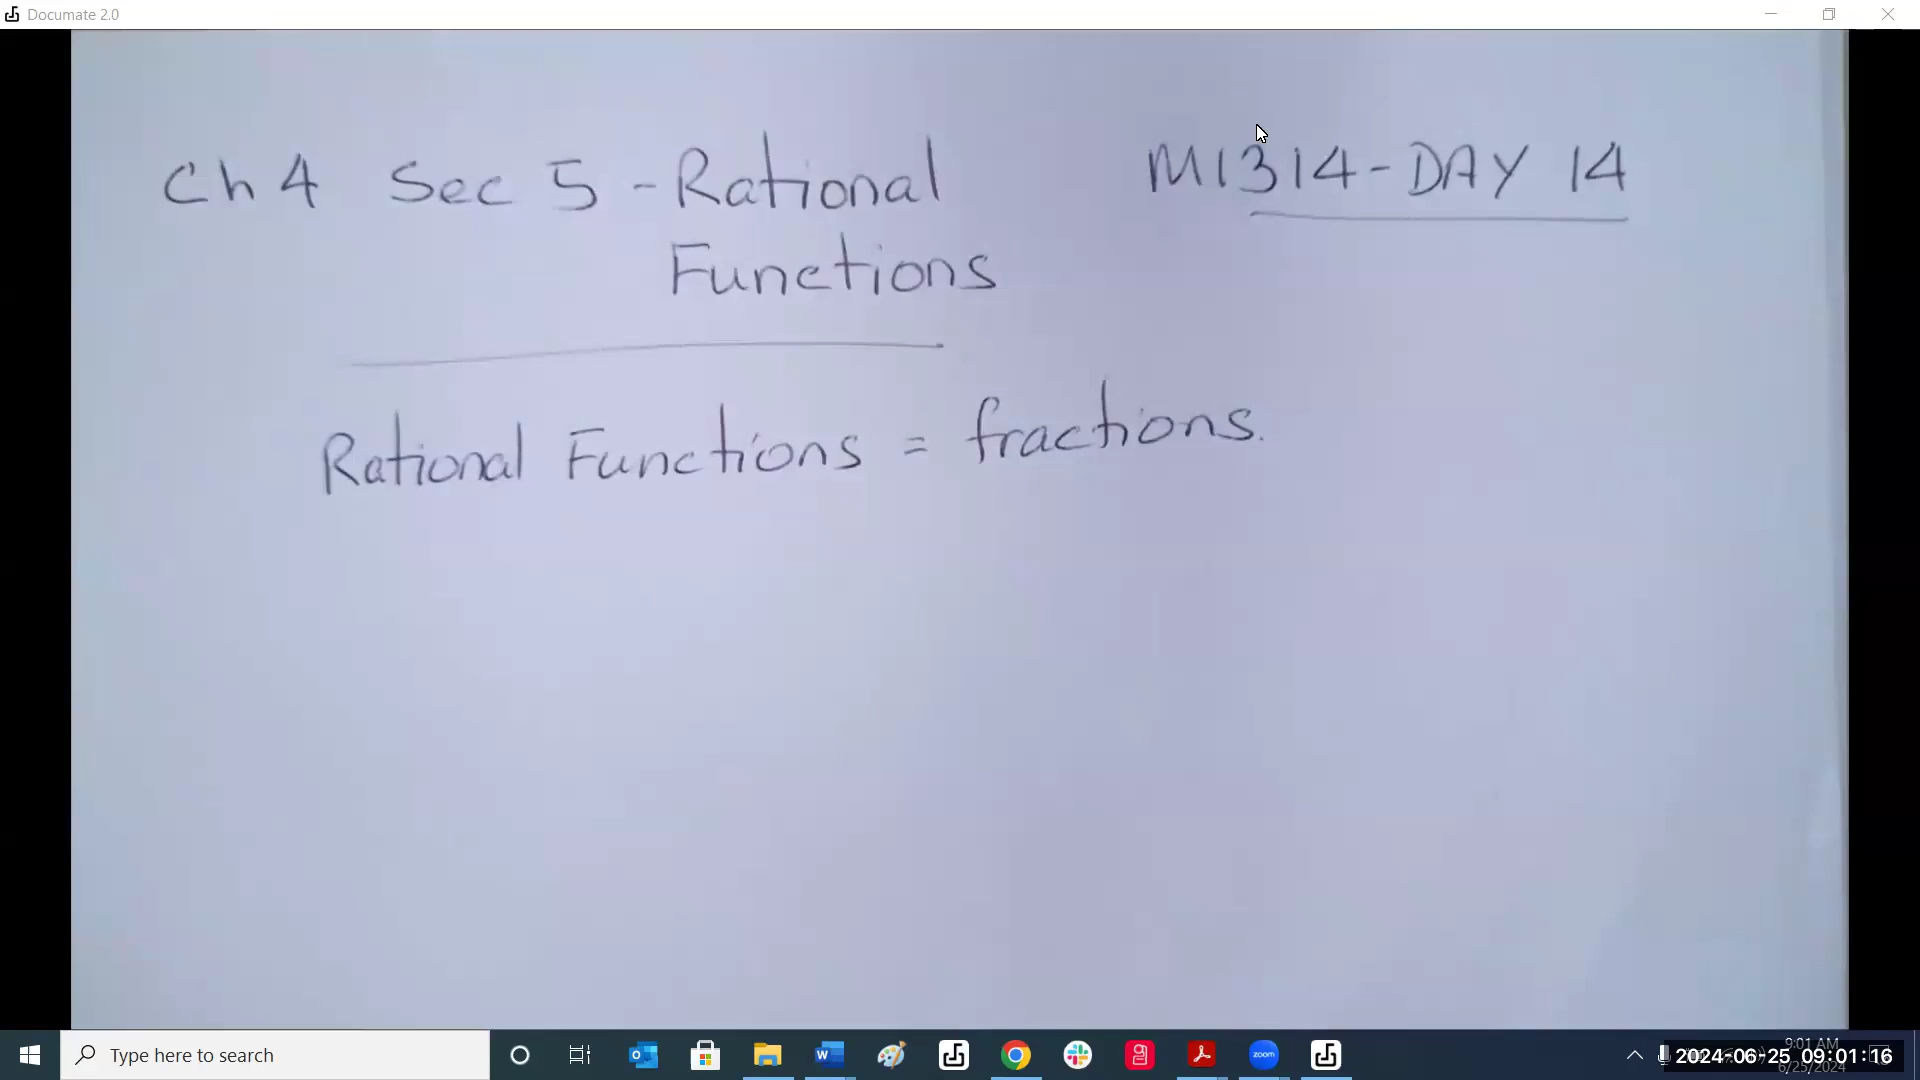 Documate 2.0
Ch 4 Sec 5 - Rational
Functions
M1314 - DAY 14
Rational Functions = fractions.
Type here to search
zoom
9:01 AM
6/25/2024
2024-06-25 09:01:16